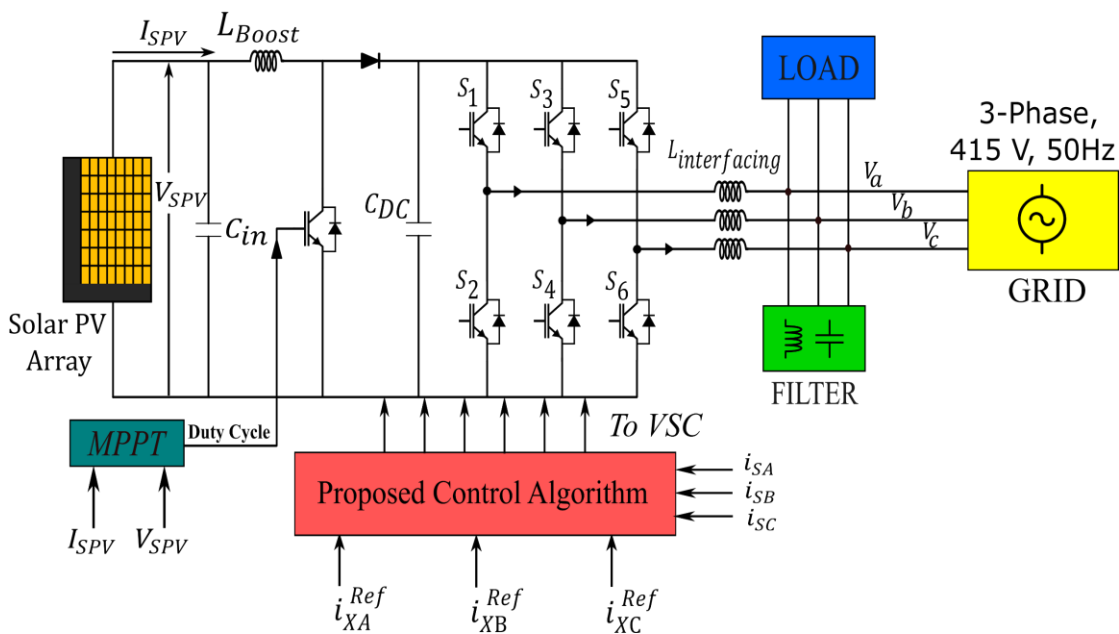 I_SPV
L_Boost
LOAD
3-Phase,
415 V, 50Hz
S_1
S_3
S_5
L_interfacing
V_a
V_b
V_c
V_SPV
C_in
C_DC
S_2
S_4
S_6
GRID
Solar PV
Array
FILTER
MPPT
Duty Cycle
To VSC
Proposed Control Algorithm
i_SA
i_SB
i_SC
I_SPV
V_SPV
i_XA^Ref
i_XB^Ref
i_XC^Ref